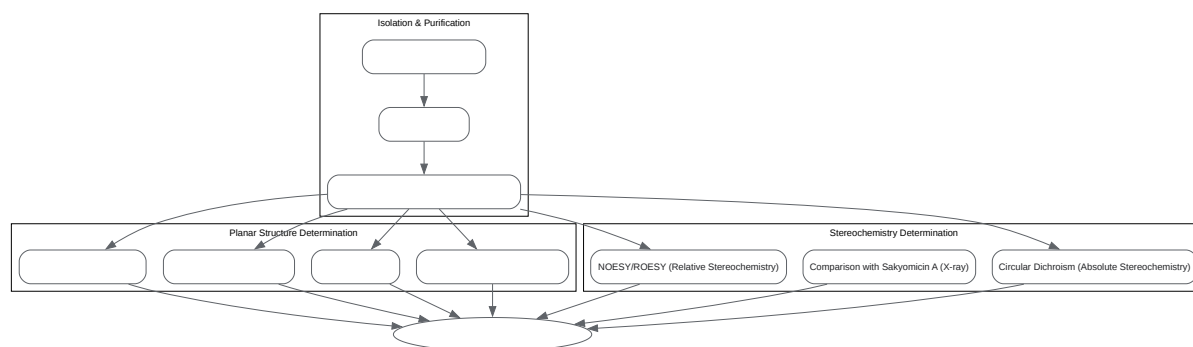 Isolation & Purification
Planar Structure Determination
Stereochemistry Determination
NOESY/ROESY (Relative Stereochemistry)
Comparison with Sakyomicin A (X-ray)
Circular Dichroism (Absolute Stereochemistry)